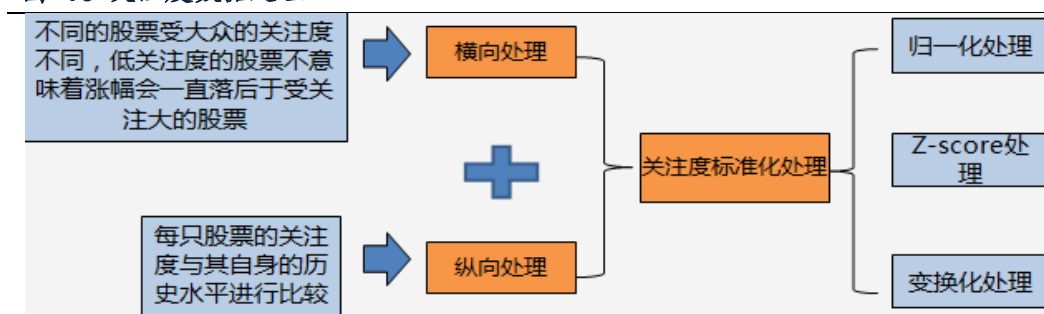 不同的股票受大众的关注度
不同，低关注度的股票不意
味着涨幅会一直落后于受关
注大的股票
横向处理
每只股票的关注
度与其自身的历
史水平进行比较
纵向处理
关注度标准化处理
归一化处理
Z-score处
理
变换化处理